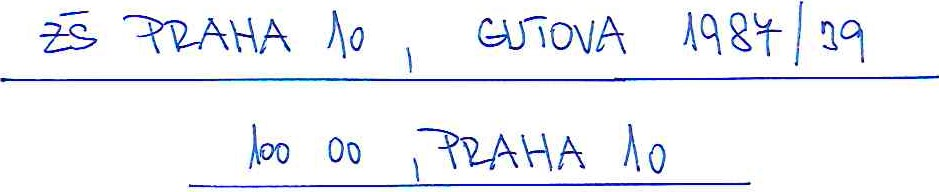 ZŠ PRAHA 10, GUTOVA 1987/39
100 00, PRAHA 10